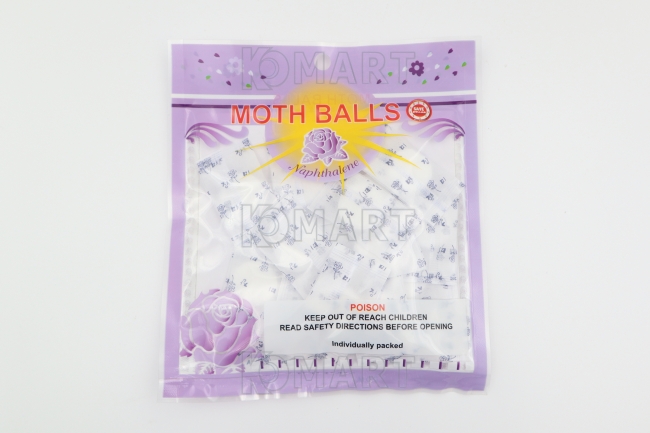 KOMART
MOTH BALLS
Naphthalene
KOMART
POISON
KEEP OUT OF REACH CHILDREN
READ SAFETY DIRECTIONS BEFORE OPENING
Individually packed
KOMART